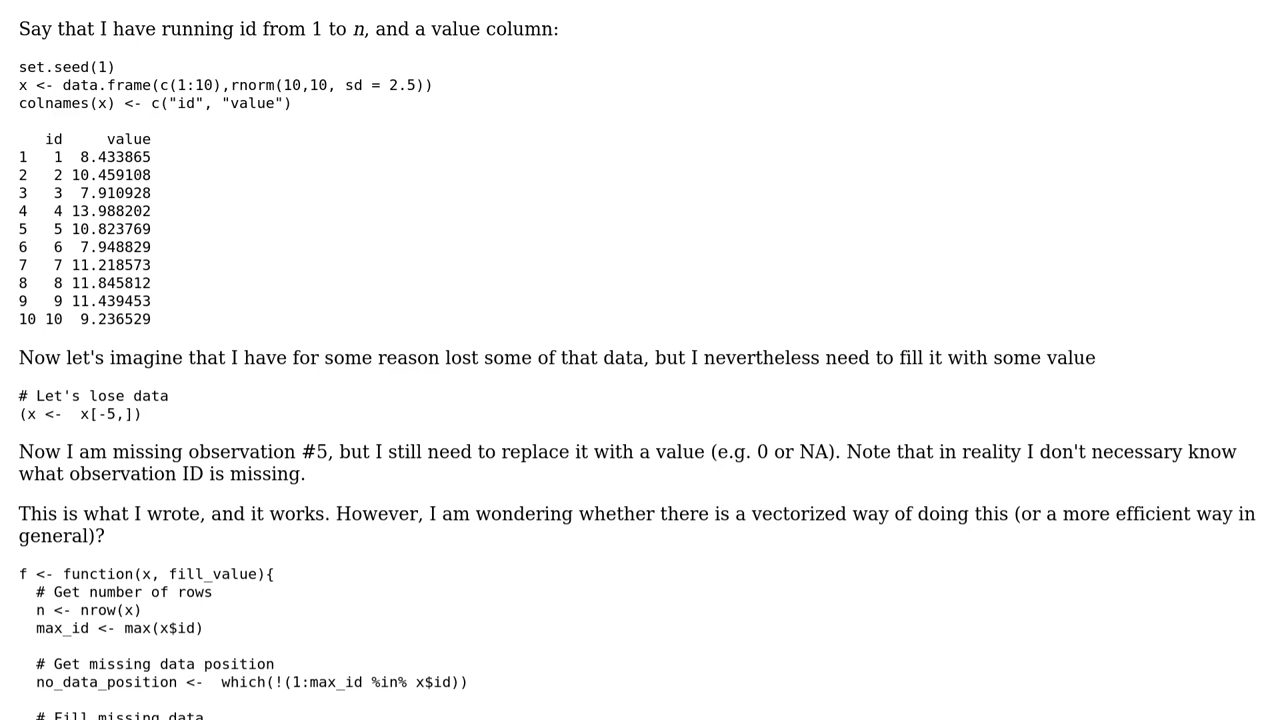 Say that I have running id from 1 to n, and a value column:
set.seed(1)
x <- data.frame(c(1:10),rnorm(10,10, sd = 2.5))
colnames(x) <- c("id", "value")
   id     value
1   1  8.433865
2   2 10.459108
3   3  7.910928
4   4 13.988202
5   5 10.823769
6   6  7.948829
7   7 11.218573
8   8 11.845812
9   9 11.439453
10 10  9.236529
Now let's imagine that I have for some reason lost some of that data, but I nevertheless need to fill it with some value
# Let's lose data
(x <-  x[-5,])
Now I am missing observation #5, but I still need to replace it with a value (e.g. 0 or NA). Note that in reality I don't necessary know
what observation ID is missing.
This is what I wrote, and it works. However, I am wondering whether there is a vectorized way of doing this (or a more efficient way in
general)?
f <- function(x, fill_value){
  # Get number of rows
  n <- nrow(x)
  max_id <- max(x$id)
  # Get missing data position
  no_data_position <-  which(!(1:max_id %in% x$id))
  # Fill missing data